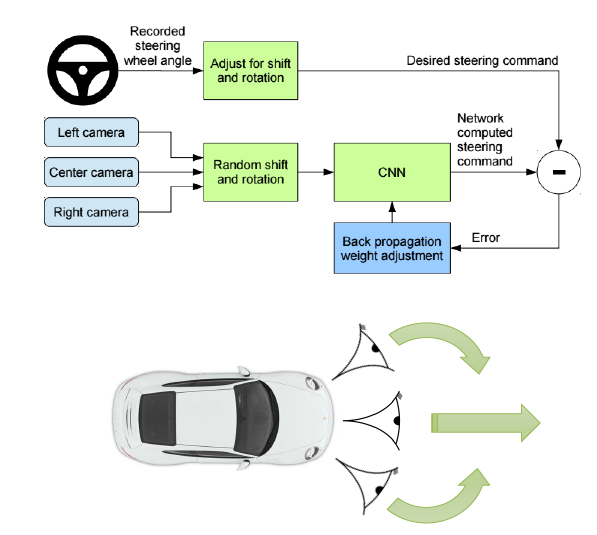 Recorded
steering
wheel angle
Adjust for shift
and rotation
Desired steering command
Left camera
Center camera
Right camera
Random shift
and rotation
CNN
Network
computed
steering
command
-
Back propagation
weight adjustment
Error